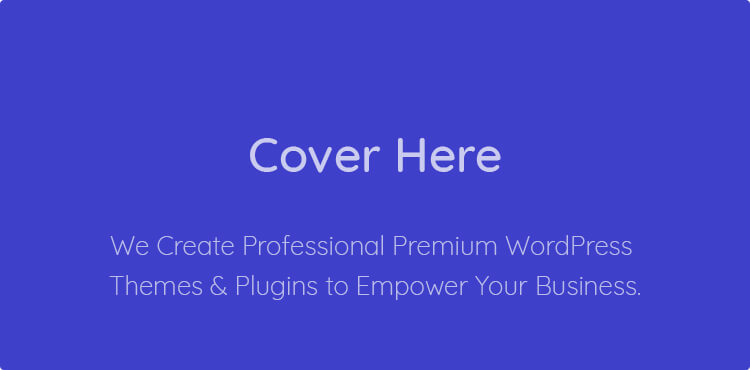 Cover Here
We Create Professional Premium WordPress
Themes & Plugins to Empower Your Business.